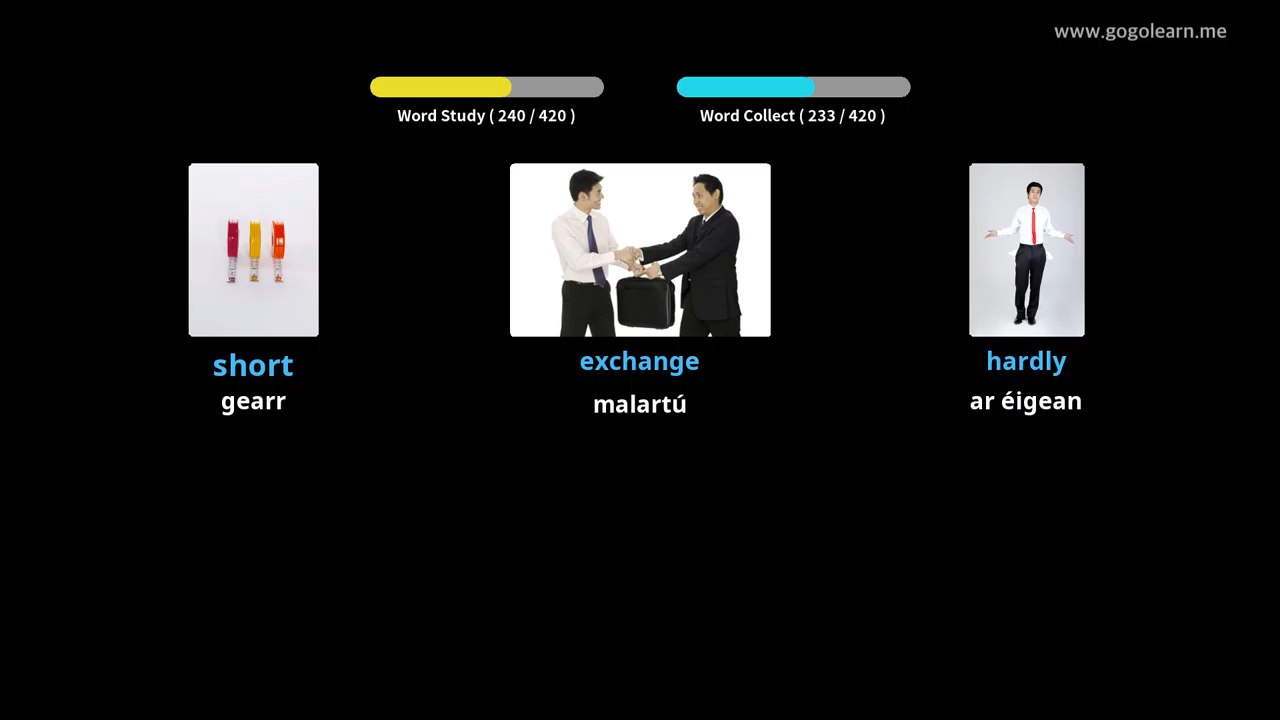 www.gogolearn.me
Word Study ( 240 / 420 )
Word Collect ( 233 / 420 )
short
exchange
hardly
gearr
malartú
ar éigean